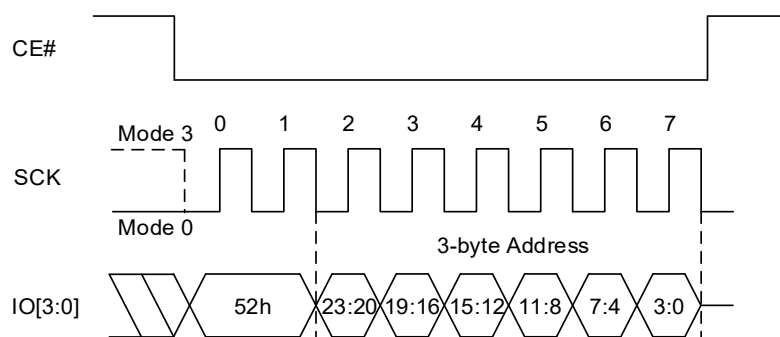 CE#
0 1 2 3 4 5 6 7
Mode 3
SCK
Mode 0
3-byte Address
IO[3:0] 52h 23:20 19:16 15:12 11:8 7:4 3:0